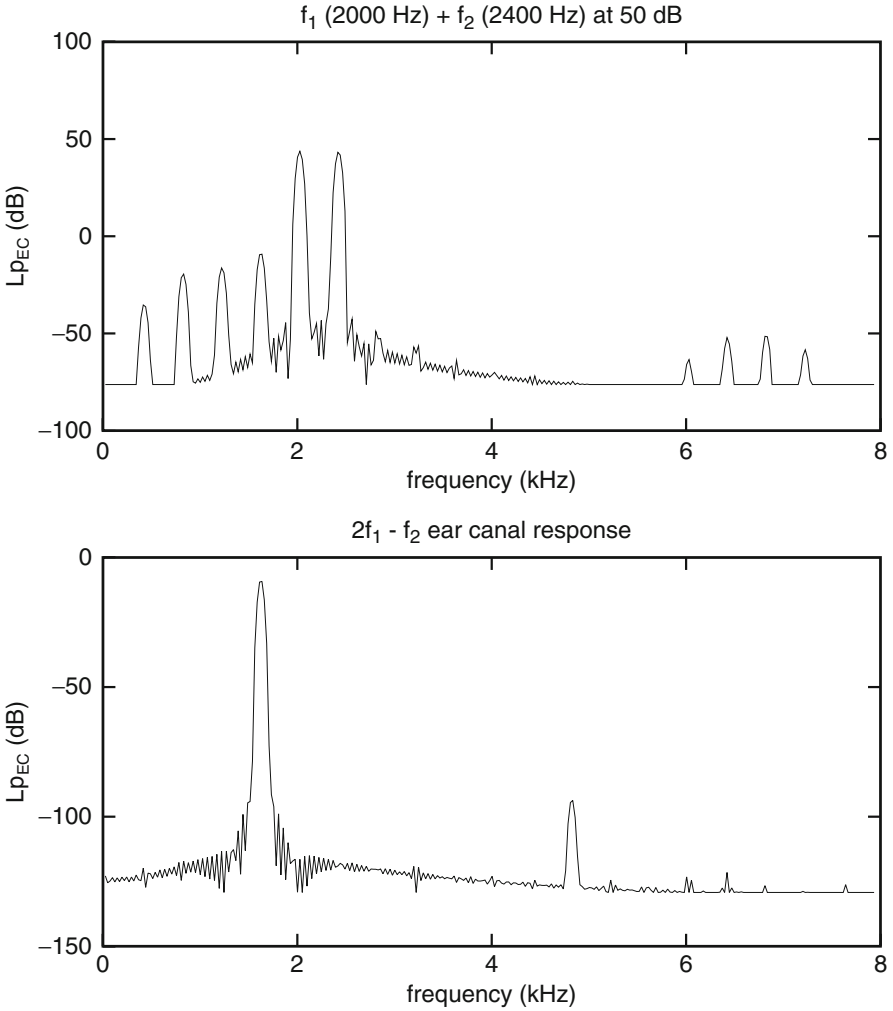 f₁ (2000 Hz) + f₂ (2400 Hz) at 50 dB
100
50
0
−50
−100
Lp_EC (dB)
0 2 4 6 8
frequency (kHz)
2f₁ - f₂ ear canal response
0
−50
−100
−150
Lp_EC (dB)
0 2 4 6 8
frequency (kHz)